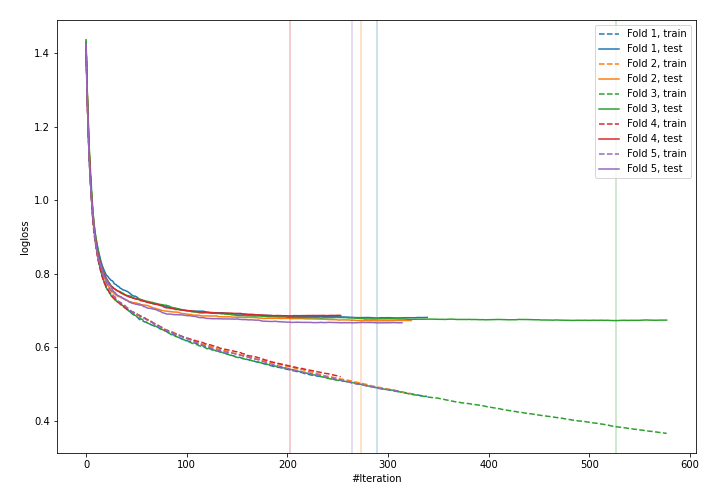 1.4
1.2
1.0
0.8
0.6
0.4
logloss
0
100
200
300
400
500
600
#Iteration
Fold 1, train
Fold 1, test
Fold 2, train
Fold 2, test
Fold 3, train
Fold 3, test
Fold 4, train
Fold 4, test
Fold 5, train
Fold 5, test